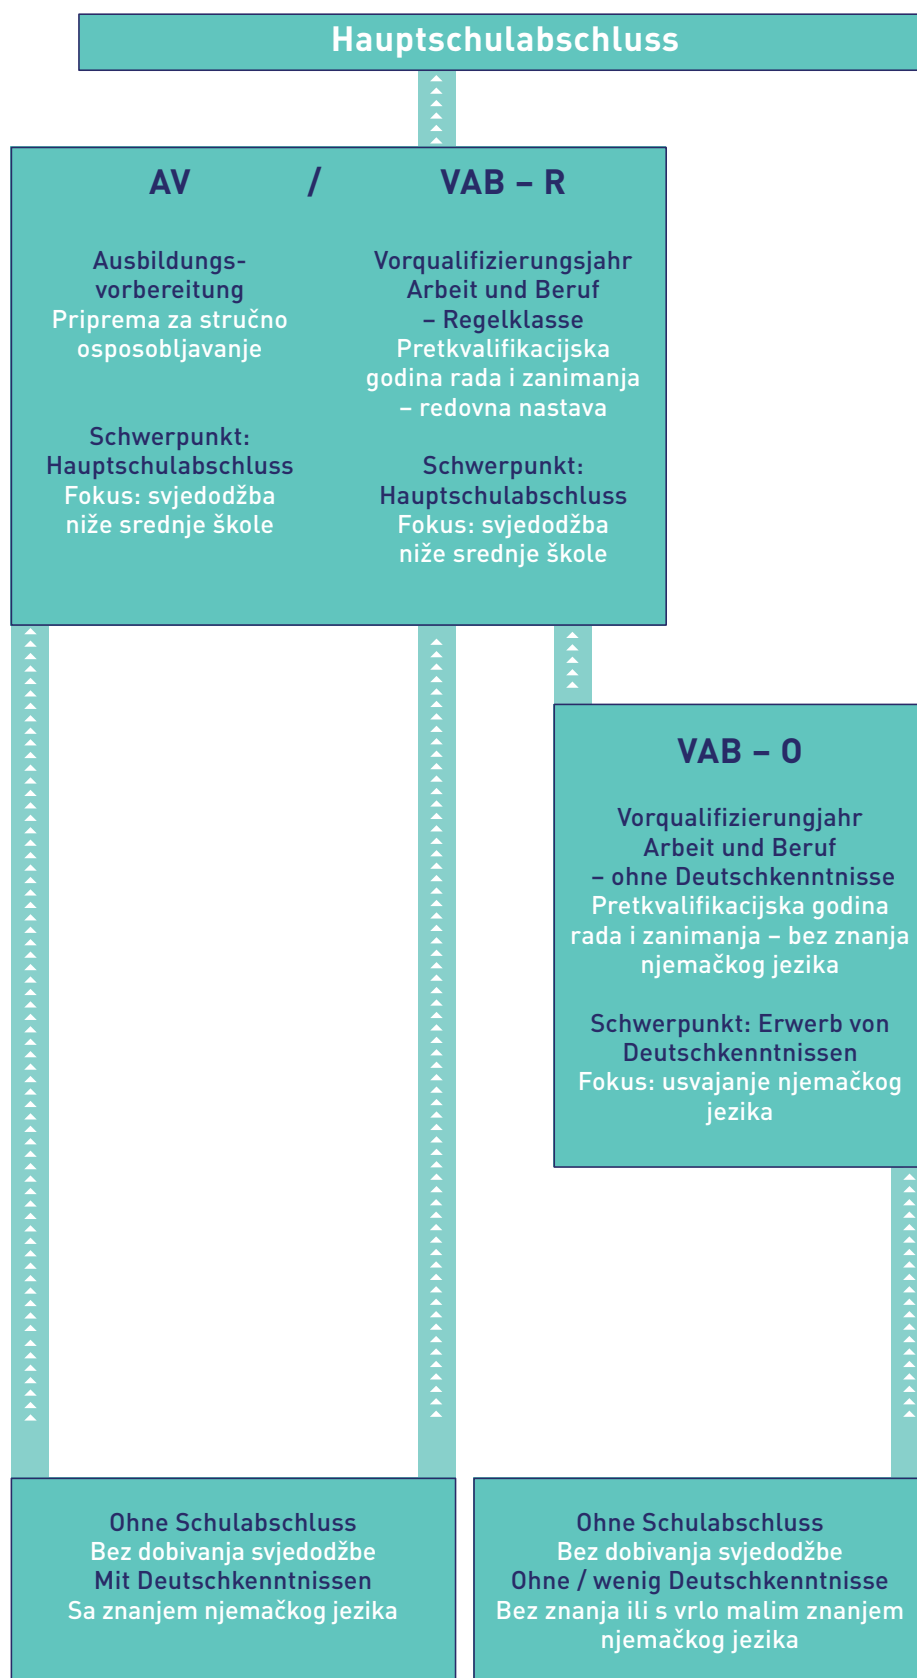 Hauptschulabschluss
AV / VAB – R
Ausbildungs-
vorbereitung
Priprema za stručno
osposobljavanje
Schwerpunkt:
Hauptschulabschluss
Fokus: svjedodžba
niže srednje škole
Vorqualifizierungsjahr
Arbeit und Beruf
– Regelklasse
Pretkvalifikacijska
godina rada i zanimanja
– redovna nastava
Schwerpunkt:
Hauptschulabschluss
Fokus: svjedodžba
niže srednje škole
VAB – O
Vorqualifizierungjahr
Arbeit und Beruf
– ohne Deutschkenntnisse
Pretkvalifikacijska godina
rada i zanimanja – bez znanja
njemačkog jezika
Schwerpunkt: Erwerb von
Deutschkenntnissen
Fokus: usvajanje njemačkog
jezika
Ohne Schulabschluss
Bez dobivanja svjedodžbe
Mit Deutschkenntnissen
Sa znanjem njemačkog jezika
Ohne Schulabschluss
Bez dobivanja svjedodžbe
Ohne / wenig Deutschkenntnisse
Bez znanja ili s vrlo malim znanjem
njemačkog jezika